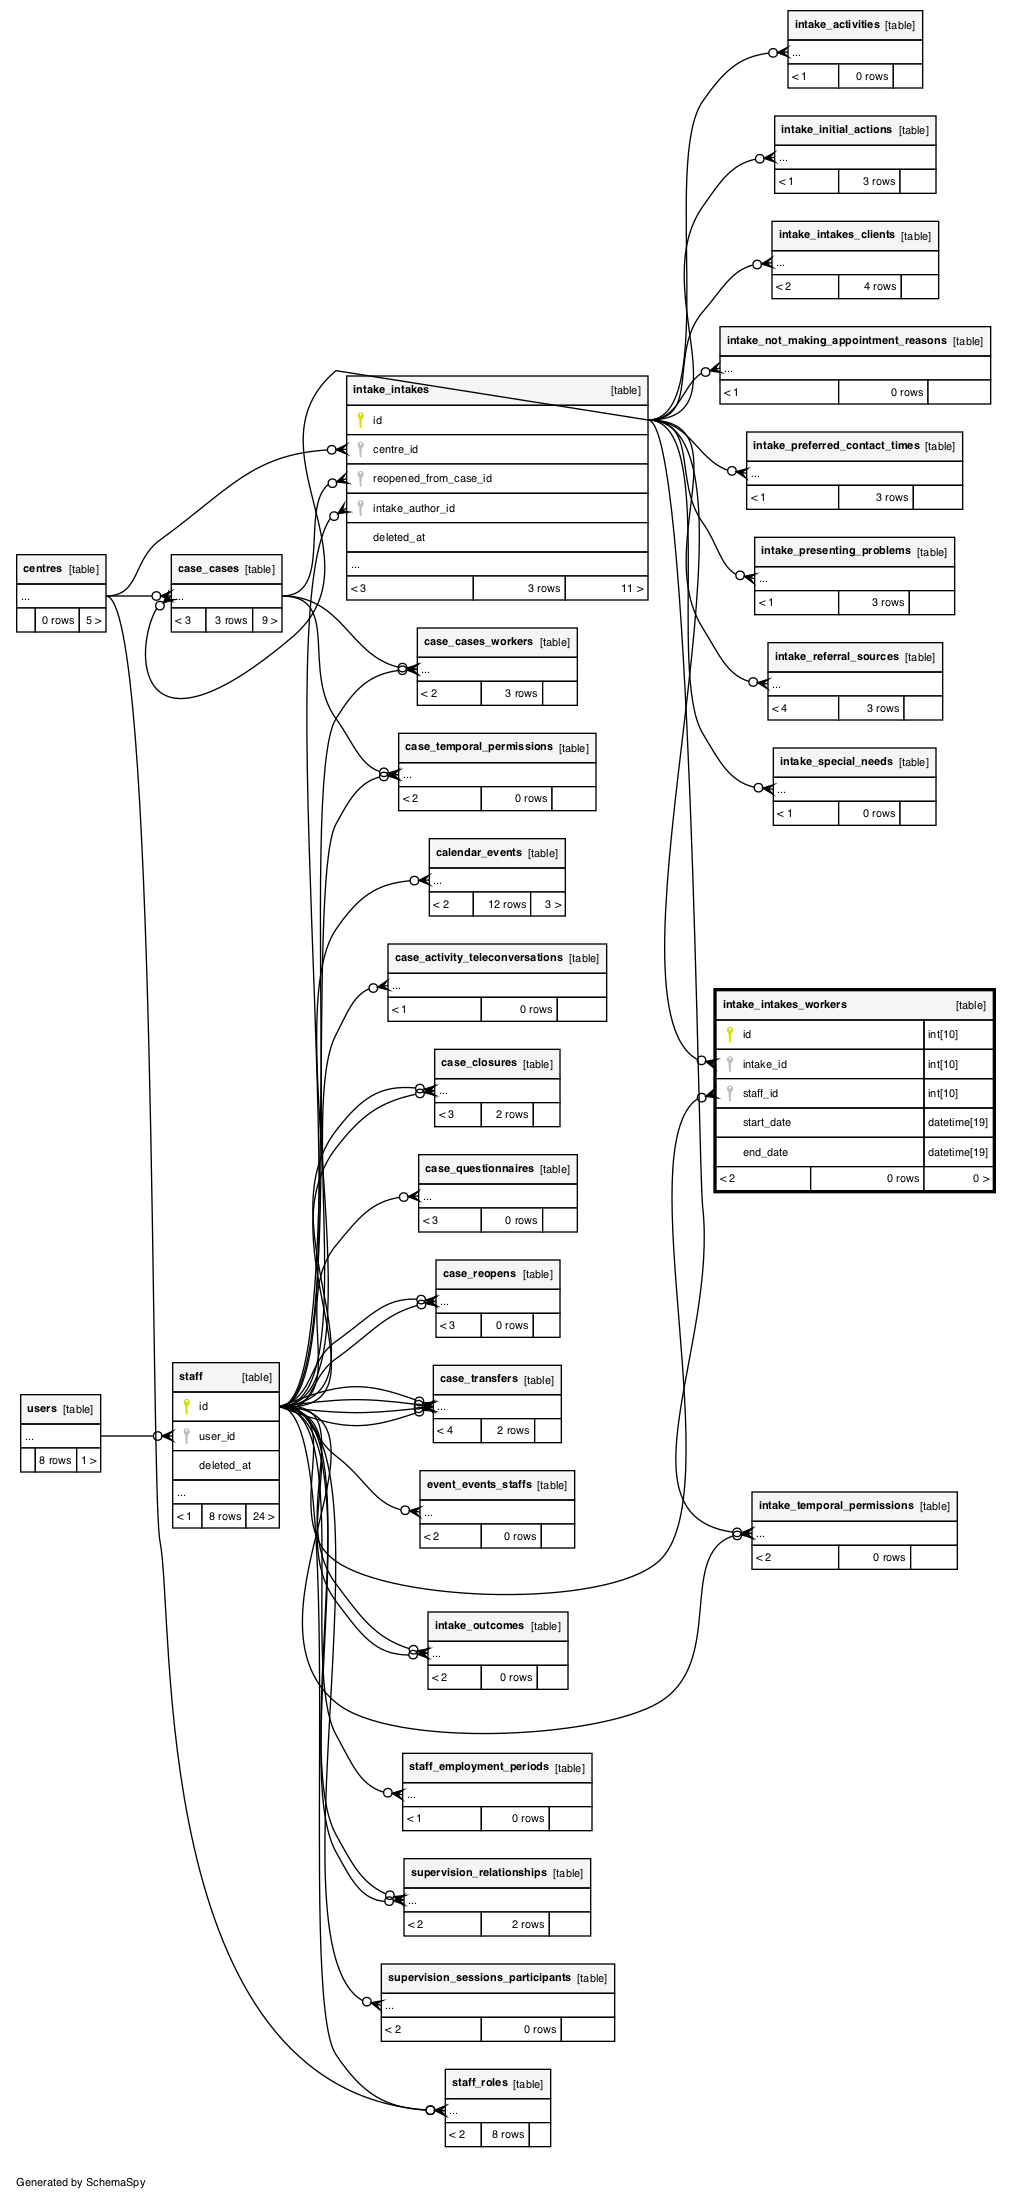 intake_activities [table]
...
< 1 0 rows
intake_initial_actions [table]
...
< 1 3 rows
intake_intakes_clients [table]
...
< 2 4 rows
intake_not_making_appointment_reasons [table]
...
< 1 0 rows
intake_intakes [table]
id
centre_id
reopened_from_case_id
intake_author_id
deleted_at
...
< 3 3 rows 11 >
intake_preferred_contact_times [table]
...
< 1 3 rows
intake_presenting_problems [table]
...
< 1 3 rows
centres [table]
...
0 rows 5 >
case_cases [table]
...
< 3 3 rows 9 >
case_cases_workers [table]
...
< 2 3 rows
intake_referral_sources [table]
...
< 4 3 rows
case_temporal_permissions [table]
...
< 2 0 rows
intake_special_needs [table]
...
< 1 0 rows
calendar_events [table]
...
< 2 12 rows 3 >
case_activity_teleconversations [table]
...
< 1 0 rows
intake_intakes_workers [table]
id int[10]
intake_id int[10]
staff_id int[10]
start_date datetime[19]
end_date datetime[19]
< 2 0 rows 0 >
case_closures [table]
...
< 3 2 rows
case_questionnaires [table]
...
< 3 0 rows
case_reopens [table]
...
< 3 0 rows
staff [table]
id
user_id
deleted_at
...
< 1 8 rows 24 >
users [table]
...
8 rows 1 >
case_transfers [table]
...
< 4 2 rows
event_events_staffs [table]
...
< 2 0 rows
intake_temporal_permissions [table]
...
< 2 0 rows
intake_outcomes [table]
...
< 2 0 rows
staff_employment_periods [table]
...
< 1 0 rows
supervision_relationships [table]
...
< 2 2 rows
supervision_sessions_participants [table]
...
< 2 0 rows
staff_roles [table]
...
< 2 8 rows
Generated by SchemaSpy